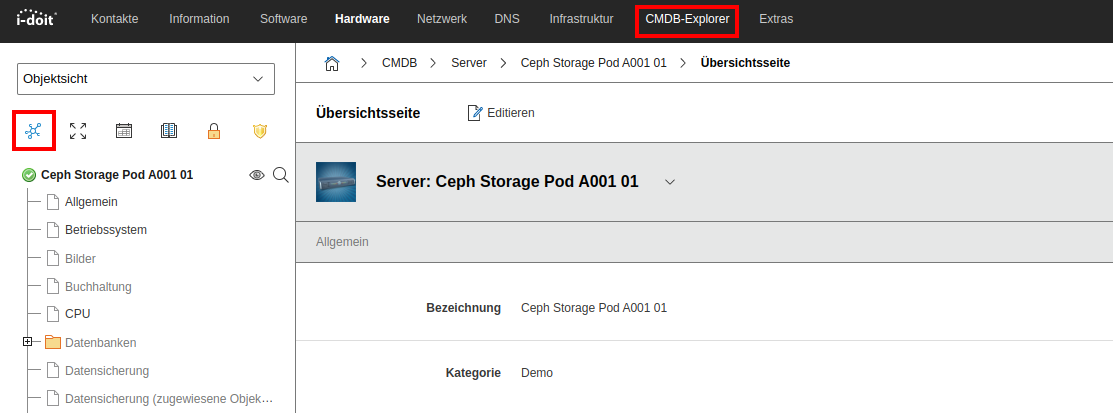 i-doit Kontakte Information Software Hardware Netzwerk DNS Infrastruktur CMDB-Explorer Extras
Objektsicht
CMDB Server Ceph Storage Pod A001 01 Übersichtsseite
Übersichtsseite Editieren
Ceph Storage Pod A001 01
Allgemein
Betriebssystem
Bilder
Buchhaltung
CPU
Datenbanken
Datensicherung
Datensicherung (zugewiesene Objek...
Server: Ceph Storage Pod A001 01
Allgemein
Bezeichnung Ceph Storage Pod A001 01
Kategorie Demo